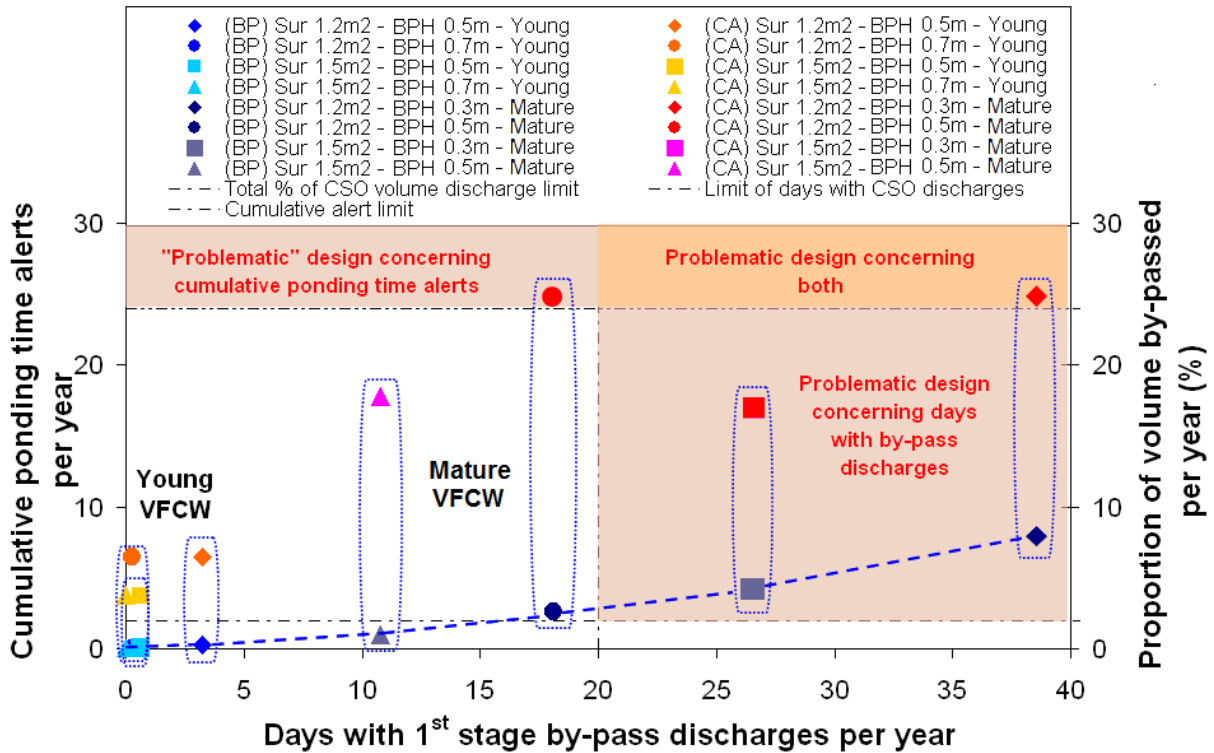 (BP) Sur 1.2m2 - BPH 0.5m - Young
(BP) Sur 1.2m2 - BPH 0.7m - Young
(BP) Sur 1.5m2 - BPH 0.5m - Young
(BP) Sur 1.5m2 - BPH 0.7m - Young
(BP) Sur 1.2m2 - BPH 0.3m - Mature
(BP) Sur 1.2m2 - BPH 0.5m - Mature
(BP) Sur 1.5m2 - BPH 0.3m - Mature
(BP) Sur 1.5m2 - BPH 0.5m - Mature
Total % of CSO volume discharge limit
Cumulative alert limit
(CA) Sur 1.2m2 - BPH 0.5m - Young
(CA) Sur 1.2m2 - BPH 0.7m - Young
(CA) Sur 1.5m2 - BPH 0.5m - Young
(CA) Sur 1.5m2 - BPH 0.7m - Young
(CA) Sur 1.2m2 - BPH 0.3m - Mature
(CA) Sur 1.2m2 - BPH 0.5m - Mature
(CA) Sur 1.5m2 - BPH 0.3m - Mature
(CA) Sur 1.5m2 - BPH 0.5m - Mature
Limit of days with CSO discharges
Cumulative ponding time alerts
per year
30
20
10
0
"Problematic" design concerning
cumulative ponding time alerts
Problematic design concerning
both
Problematic design
concerning days
with by-pass
discharges
Young
VFCW
Mature
VFCW
30
20
10
0
Proportion of volume by-passed
per year (%)
0 5 10 15 20 25 30 35 40
Days with 1st stage by-pass discharges per year